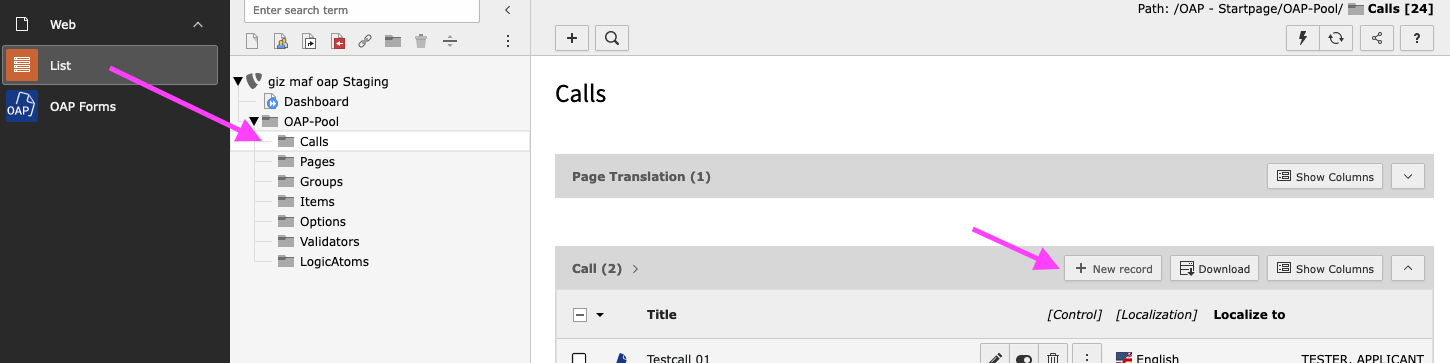 Web
List
OAP Forms
OAP
Enter search term
giz maf oap Staging
Dashboard
OAP-Pool
Calls
Pages
Groups
Items
Options
Validators
LogicAtoms
Path: /OAP - Startpage/OAP-Pool/ Calls [24]
?
Calls
Page Translation (1)
Show Columns
Call (2)
New record
Download
Show Columns
Title [Control] [Localization] Localize to
Testcall 01 English TESTER, APPLICANT